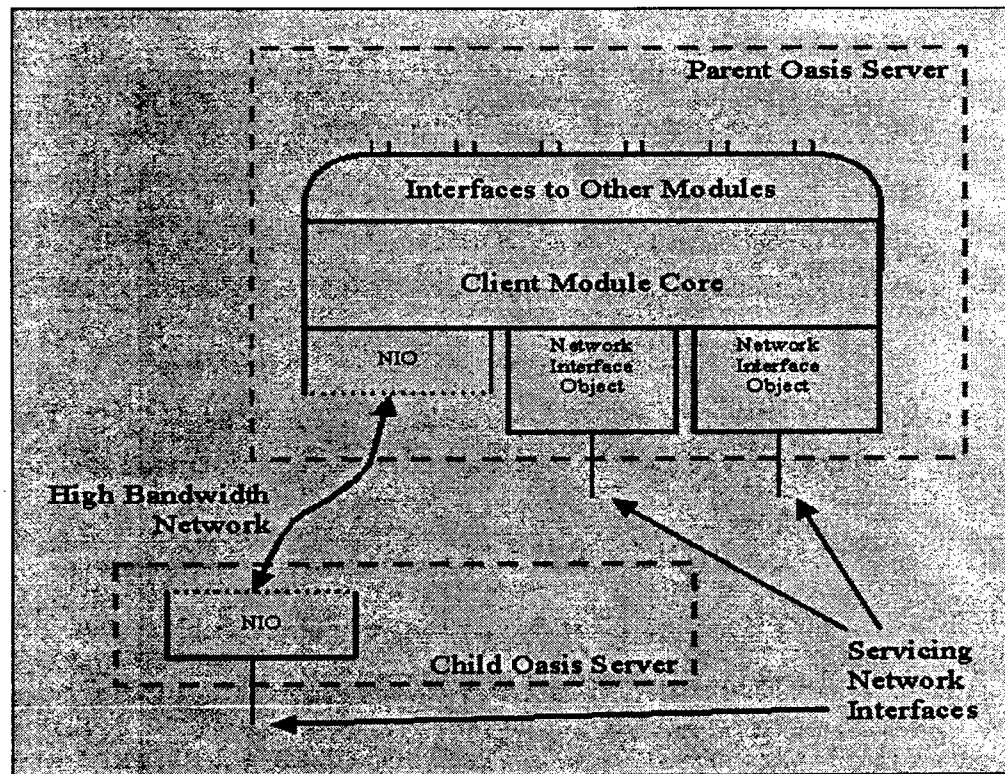 Parent Oasis Server
Interfaces to Other Modules
Client Module Core
NIO
Network
Interface
Object
Network
Interface
Object
High Bandwidth
Network
NIO
Child Oasis Server
Servicing
Network
Interfaces